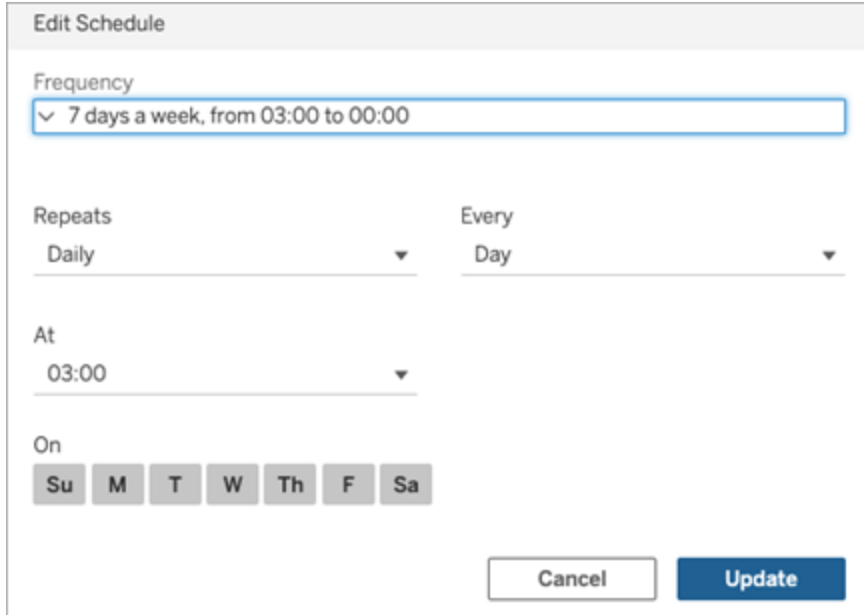 Edit Schedule
Frequency
7 days a week, from 03:00 to 00:00
Repeats Every
Daily Day
At
03:00
On
Su M T W Th F Sa
Cancel Update